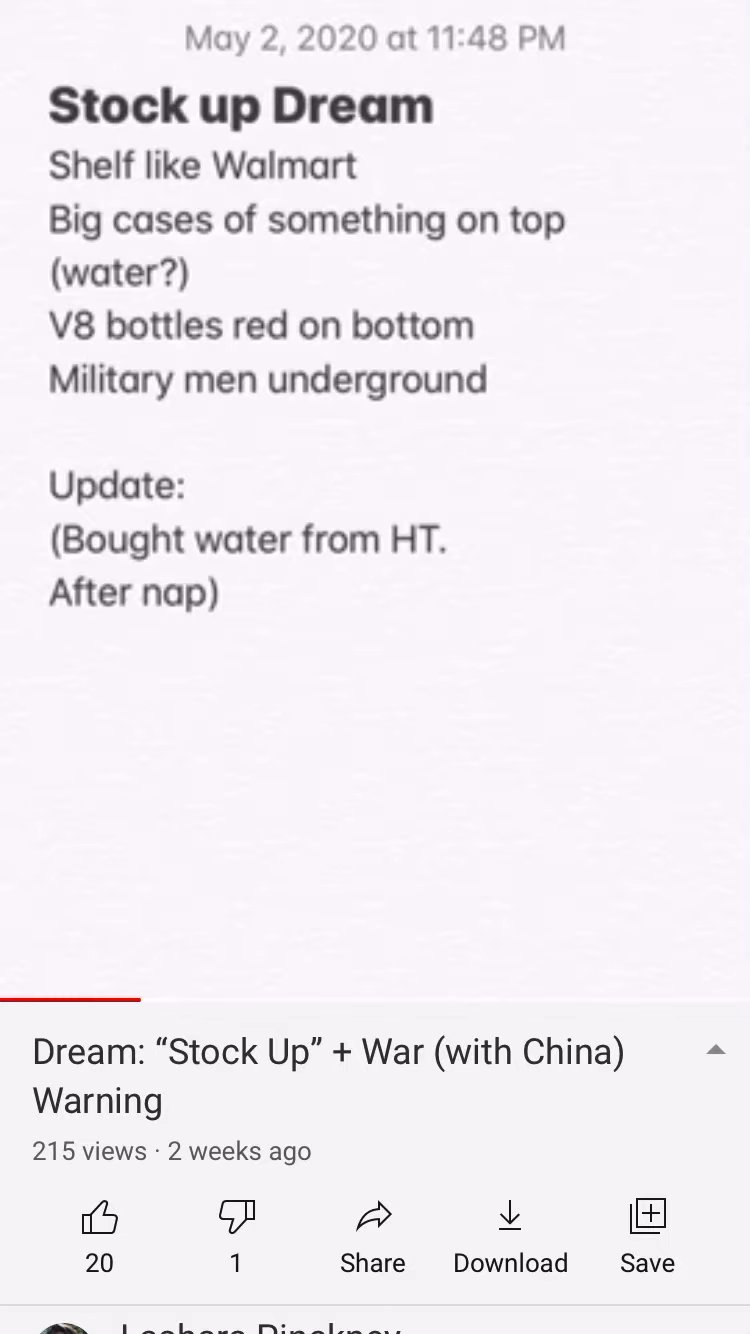 May 2, 2020 at 11:48 PM
Stock up Dream
Shelf like Walmart
Big cases of something on top
(water?)
V8 bottles red on bottom
Military men underground
Update:
(Bought water from HT.
After nap)
Dream: “Stock Up” + War (with China)
Warning
215 views · 2 weeks ago
20 1 Share Download Save